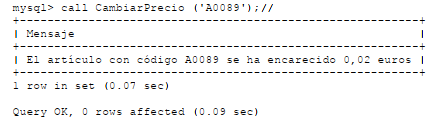 mysql> call CambiarPrecio ('A0089');//
+----------------------------------------------------------+
| Mensaje                                                  |
+----------------------------------------------------------+
| El artículo con código A0089 se ha encarecido 0,02 euros |
+----------------------------------------------------------+
1 row in set (0.07 sec)
Query OK, 0 rows affected (0.09 sec)